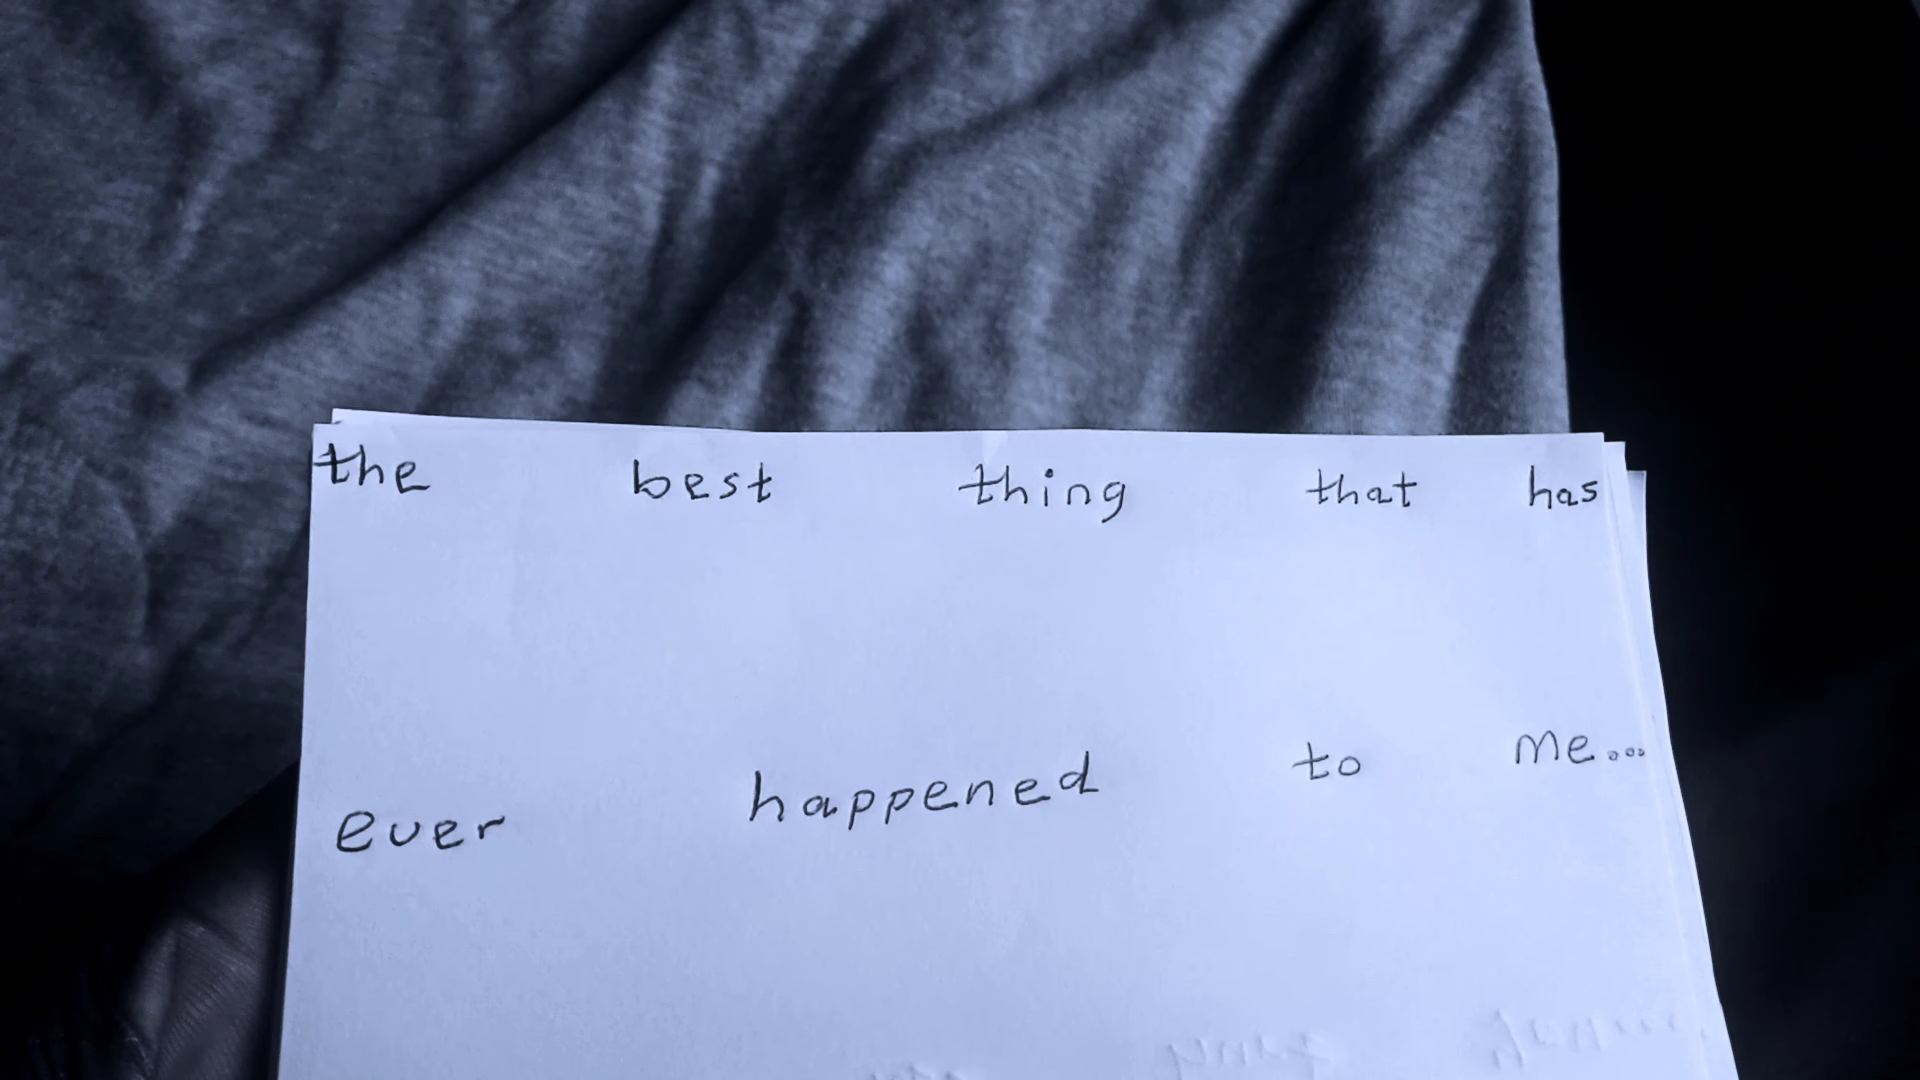 the best thing that has
ever happened to me...